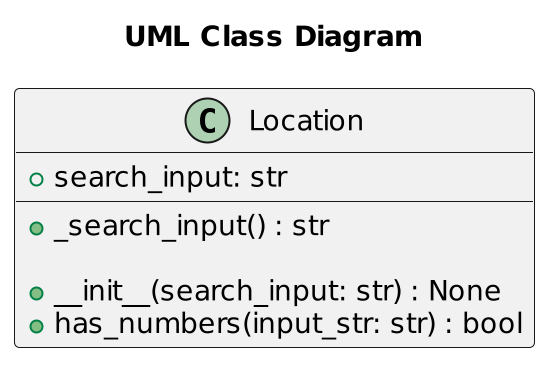 UML Class Diagram
C Location
search_input: str
_search_input() : str
__init__(search_input: str) : None
has_numbers(input_str: str) : bool